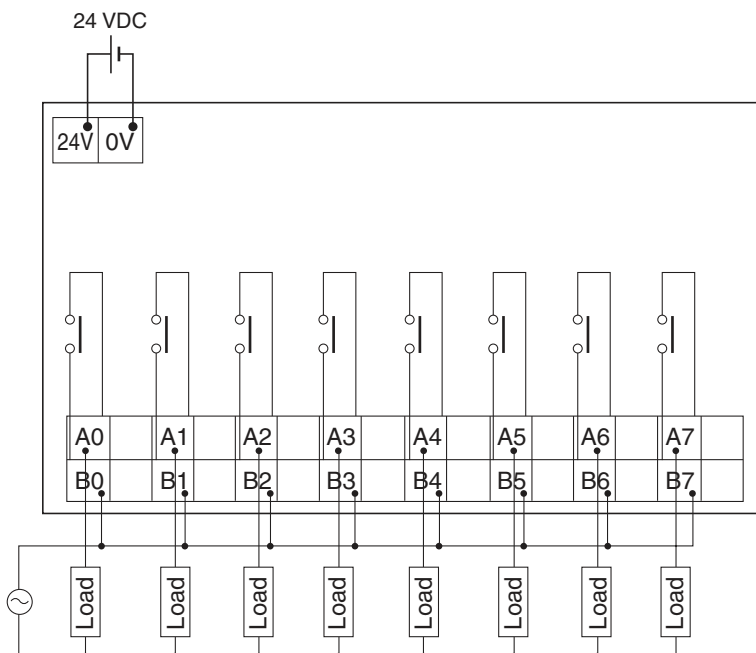 24 VDC
24V 0V
A0 A1 A2 A3 A4 A5 A6 A7
B0 B1 B2 B3 B4 B5 B6 B7
Load Load Load Load Load Load Load Load